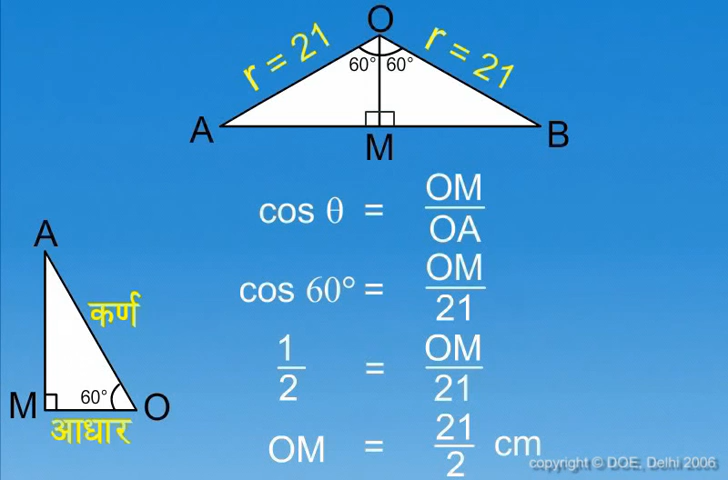 O
r = 21 r = 21
60° 60°
A M B
cos θ = OM/OA
cos 60° = OM/21
1/2 = OM/21
OM = 21/2 cm
A
कर्ण
M 60° O
आधार
copyright © DOE, Delhi 2006